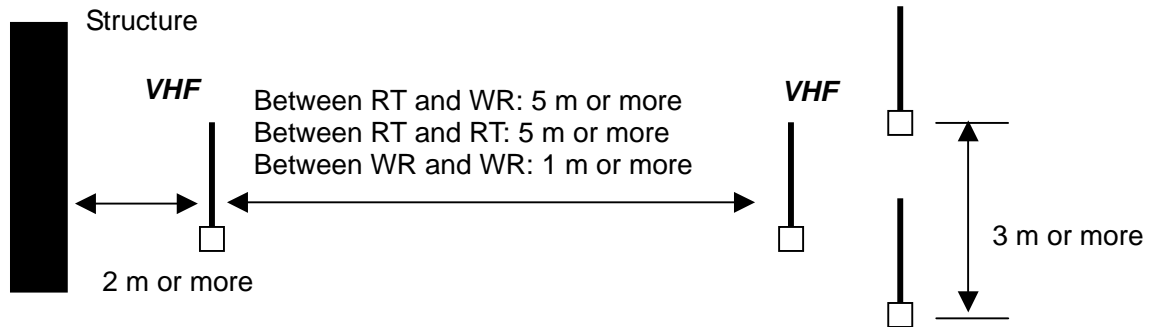 Structure
VHF
Between RT and WR: 5 m or more
Between RT and RT: 5 m or more
Between WR and WR: 1 m or more
VHF
2 m or more
3 m or more